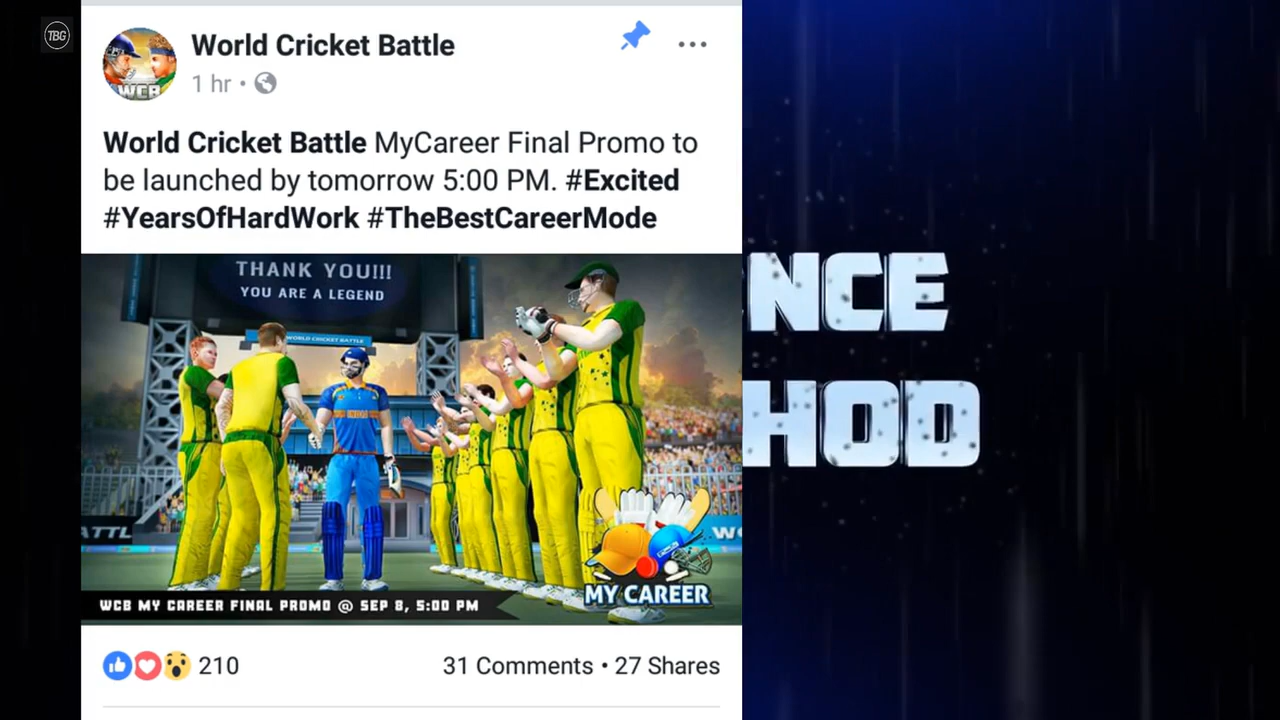 TBG
World Cricket Battle
1 hr
World Cricket Battle MyCareer Final Promo to
be launched by tomorrow 5:00 PM. #Excited
#YearsOfHardWork #TheBestCareerMode
THANK YOU!!!
YOU ARE A LEGEND
WORLD CRICKET BATTLE
INDIA
ATTL
W
MY CAREER
WCB MY CAREER FINAL PROMO @ SEP 8, 5:00 PM
210
31 Comments • 27 Shares
WCB
NCE
HOD